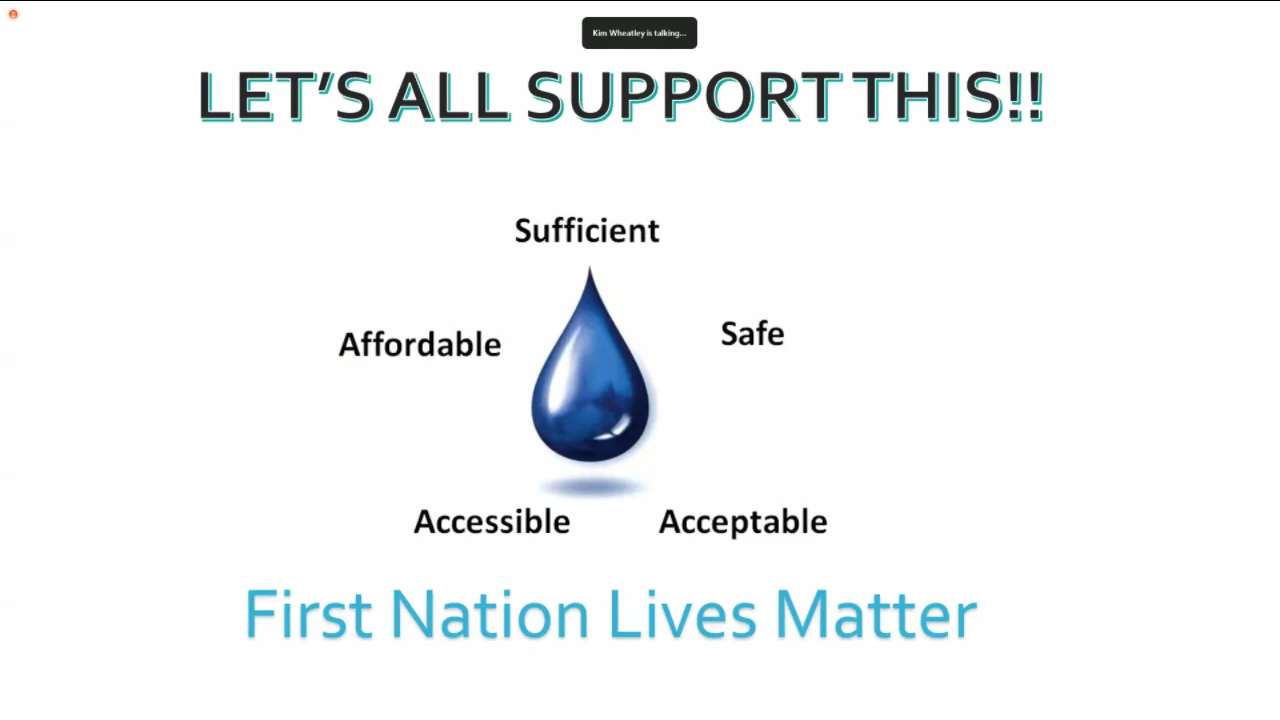 Kim Wheatley is talking...
LET'S ALL SUPPORT THIS!!
Sufficient
Affordable
Safe
Accessible
Acceptable
First Nation Lives Matter